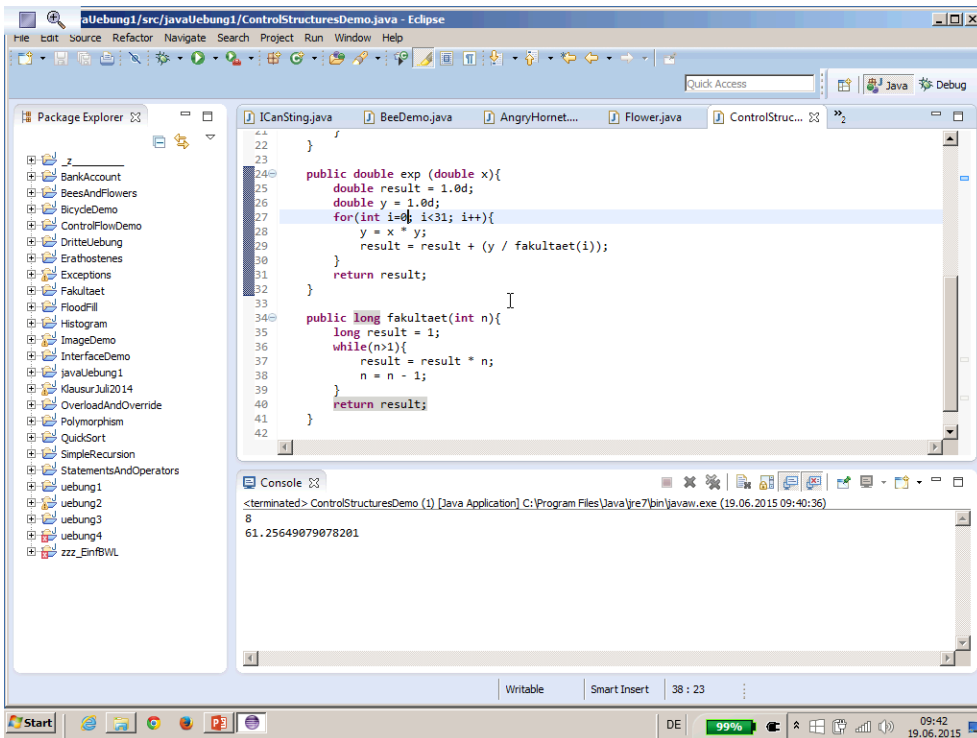 aUebung1/src/javaUebung1/ControlStructuresDemo.java - Eclipse
File Edit Source Refactor Navigate Search Project Run Window Help
Quick Access
Java
Debug
Package Explorer
_z_________
BankAccount
BeesAndFlowers
BicycleDemo
ControlFlowDemo
DritteUebung
Erathostenes
Exceptions
Fakultaet
FloodFill
Histogram
ImageDemo
InterfaceDemo
javaUebung1
KlausurJuli2014
OverloadAndOverride
Polymorphism
QuickSort
SimpleRecursion
StatementsAndOperators
uebung1
uebung2
uebung3
uebung4
zzz_EinfBWL
ICanSting.java BeeDemo.java AngryHornet.... Flower.java ControlStruc... »2
21 }
22 }
23
24 public double exp (double x){
25 double result = 1.0d;
26 double y = 1.0d;
27 for(int i=0; i<31; i++){
28 y = x * y;
29 result = result + (y / fakultaet(i));
30 }
31 return result;
32 }
33
34 public long fakultaet(int n){
35 long result = 1;
36 while(n>1){
37 result = result * n;
38 n = n - 1;
39 }
40 return result;
41 }
42
Console
<terminated> ControlStructuresDemo (1) [Java Application] C:\Program Files\Java\jre7\bin\javaw.exe (19.06.2015 09:40:36)
8
61.25649079078201
Writable Smart Insert 38 : 23
Start
DE
99%
09:42
19.06.2015